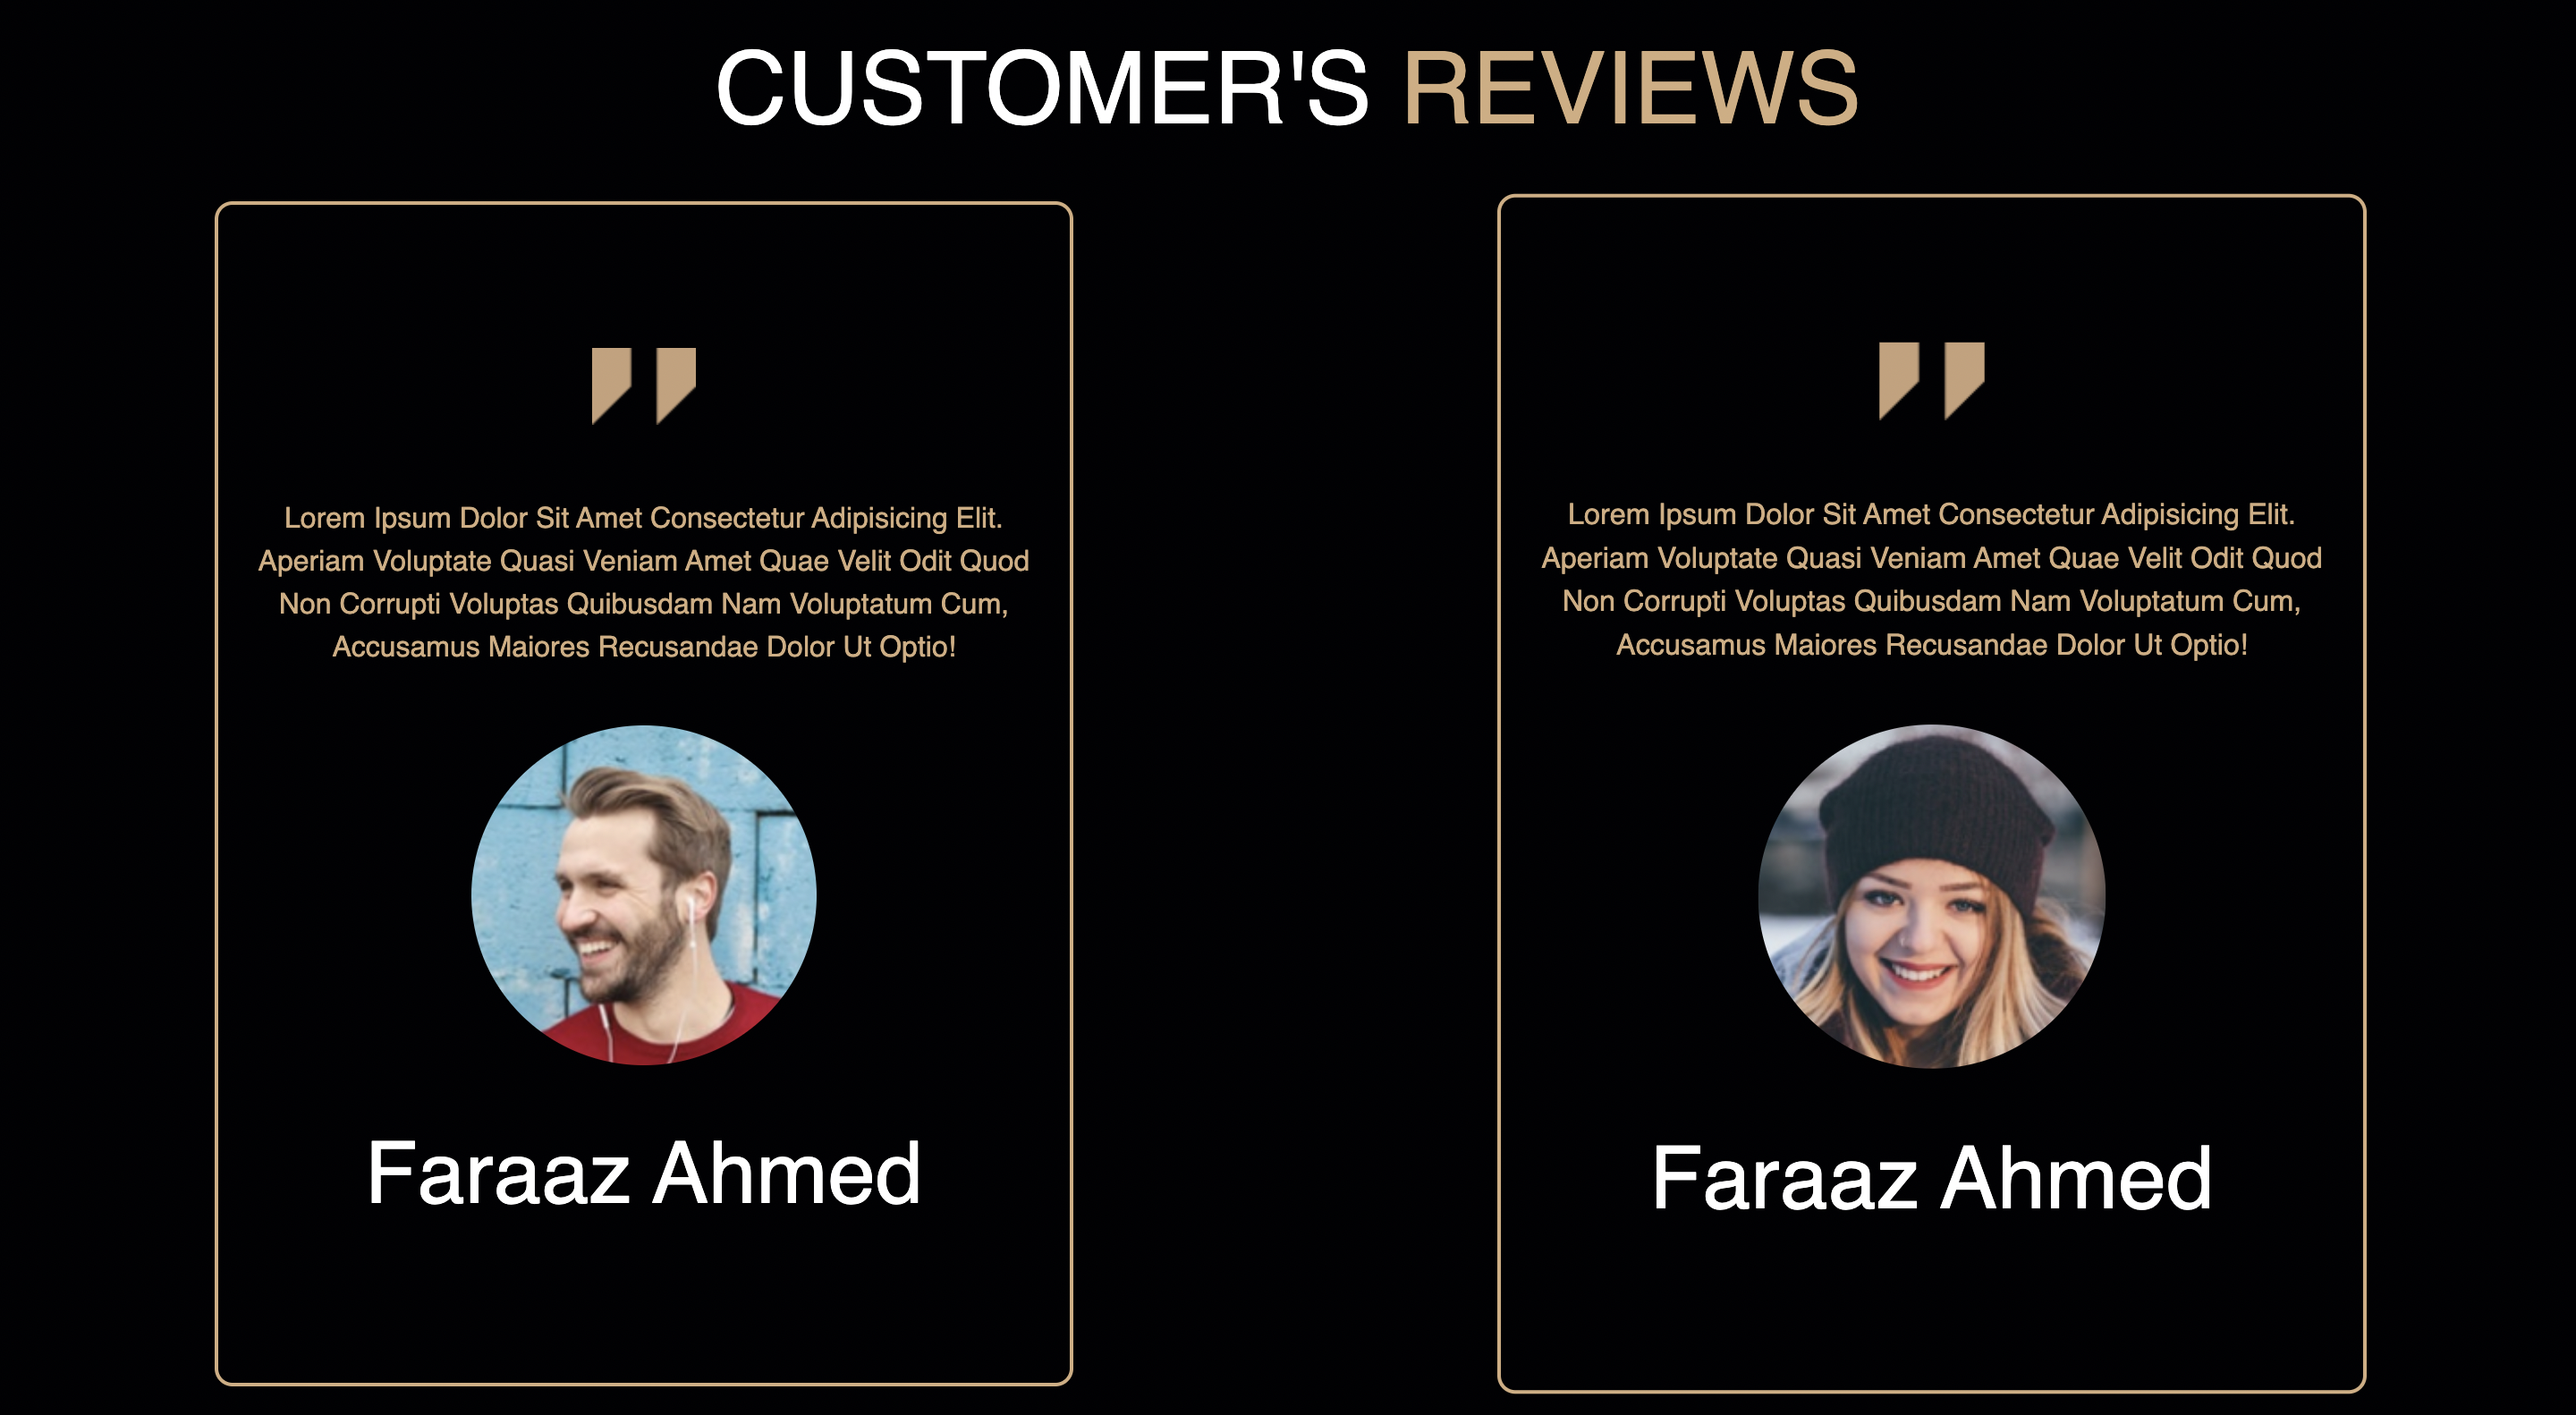 CUSTOMER'S REVIEWS
Lorem Ipsum Dolor Sit Amet Consectetur Adipisicing Elit.
Aperiam Voluptate Quasi Veniam Amet Quae Velit Odit Quod
Non Corrupti Voluptas Quibusdam Nam Voluptatum Cum,
Accusamus Maiores Recusandae Dolor Ut Optio!
Faraaz Ahmed
Lorem Ipsum Dolor Sit Amet Consectetur Adipisicing Elit.
Aperiam Voluptate Quasi Veniam Amet Quae Velit Odit Quod
Non Corrupti Voluptas Quibusdam Nam Voluptatum Cum,
Accusamus Maiores Recusandae Dolor Ut Optio!
Faraaz Ahmed